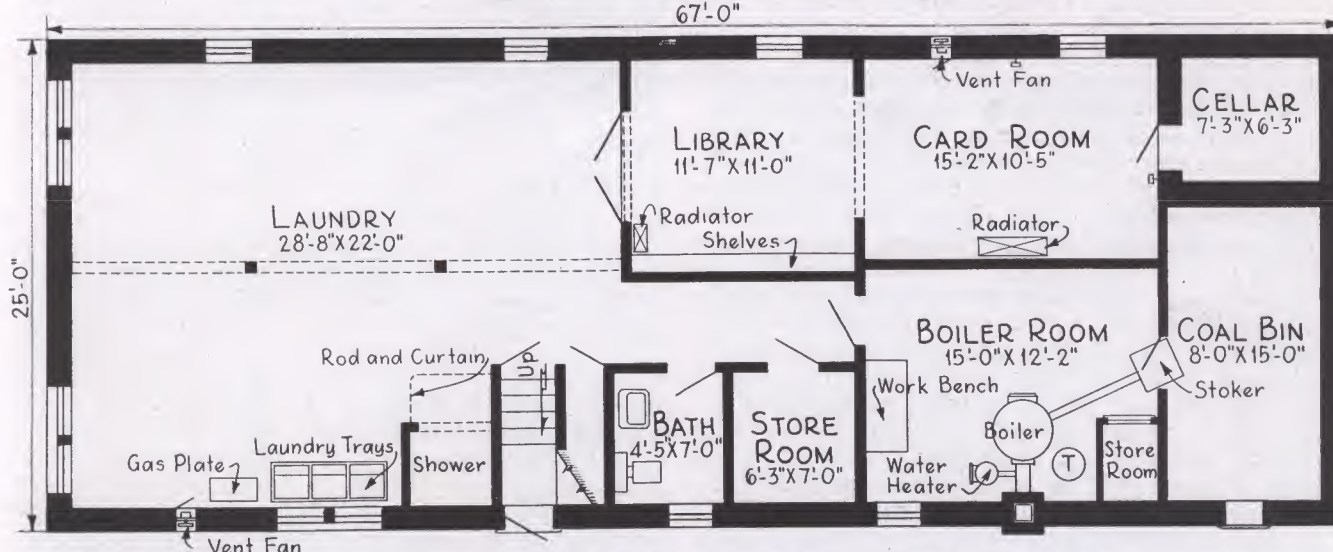 67'-0"
Vent Fan
CELLAR
7'-3"X6'-3"
LIBRARY
11'-7"X11'-0"
CARD ROOM
15'-2"X10'-5"
LAUNDRY
28'-8"X22'-0"
Radiator
Shelves
Radiator
25'-0"
BOILER ROOM
15'-0"X12'-2"
COAL BIN
8'-0"X15'-0"
Rod and Curtain
UP
Work Bench
Stoker
BATH
4'-5"X7'-0"
STORE
ROOM
6'-3"X7'-0"
Boiler
Gas Plate
Laundry Trays
Shower
Water
Heater
T
Store
Room
Vent Fan